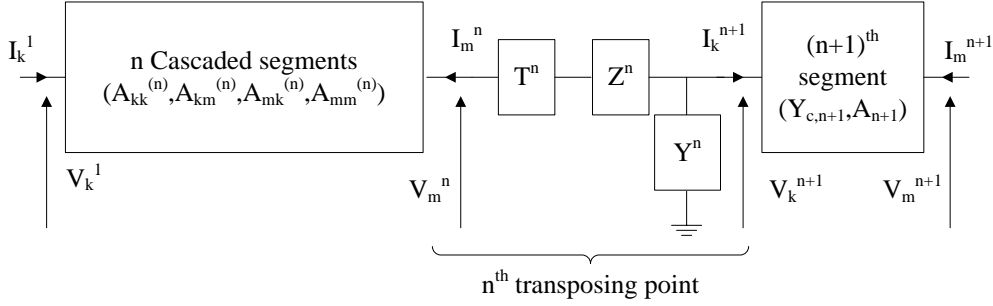 I_k^1
n Cascaded segments
(A_kk^(n),A_km^(n),A_mk^(n),A_mm^(n))
I_m^n
T^n
Z^n
I_k^n+1
(n+1)^th
segment
(Y_c,n+1,A_n+1)
I_m^n+1
Y^n
V_k^1
V_m^n
V_k^n+1
V_m^n+1
n^th transposing point